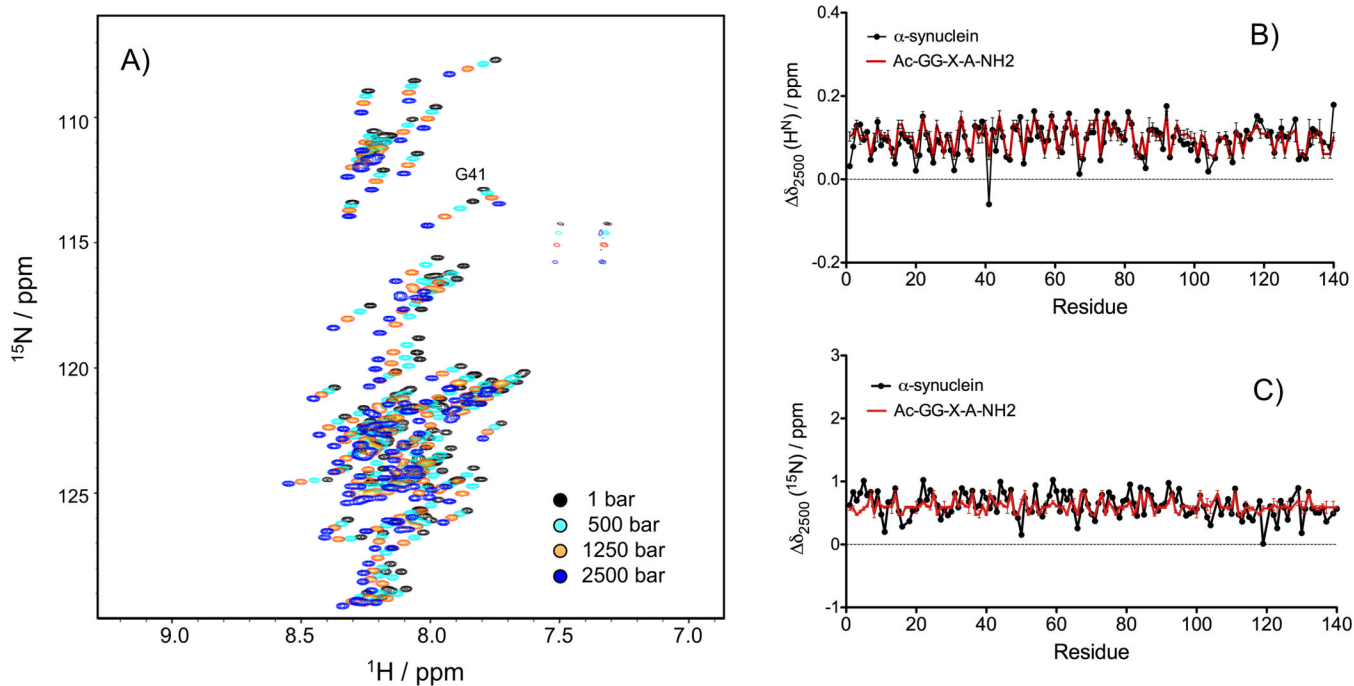 A)
G41
110
115
120
125
¹⁵N / ppm
9.0 8.5 8.0 7.5 7.0
¹H / ppm
1 bar
500 bar
1250 bar
2500 bar
B)
α-synuclein
Ac-GG-X-A-NH2
0.4
0.2
0.0
-0.2
Δδ₂₅₀₀ (Hᴺ) / ppm
0 20 40 60 80 100 120 140
Residue
C)
α-synuclein
Ac-GG-X-A-NH2
3
2
1
0
-1
Δδ₂₅₀₀ (¹⁵N) / ppm
0 20 40 60 80 100 120 140
Residue